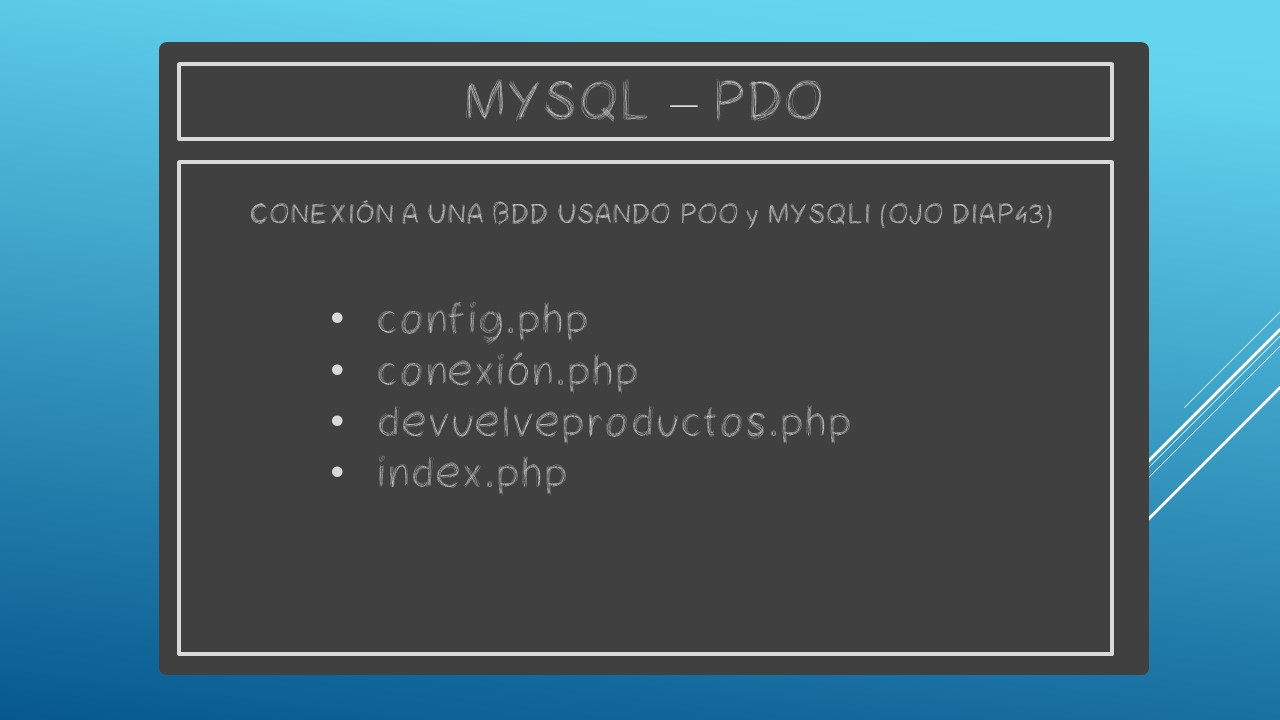 MYSQL – PDO
CONEXIÓN A UNA BDD USANDO POO y MYSQLI (OJO DIAP43)
• config.php
• conexión.php
• devuelveproductos.php
• index.php